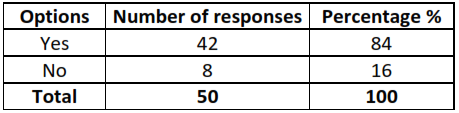 Options Number of responses Percentage %
Yes 42 84
No 8 16
Total 50 100